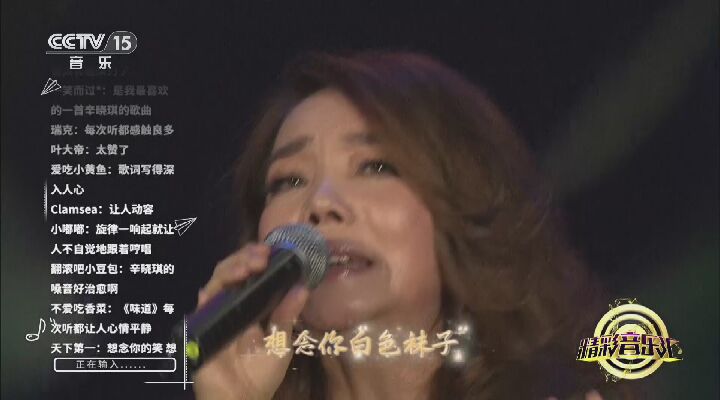 CCTV 15
音乐
笑而过*：是我最喜欢
的一首辛晓琪的歌曲
瑞克：每次听都感触良多
叶大帝：太赞了
爱吃小黄鱼：歌词写得深
入人心
Clamsea：让人动容
小嘟嘟：旋律一响起就让
人不自觉地跟着哼唱
翻滚吧小豆包：辛晓琪的
嗓音好治愈啊
不爱吃香菜：《味道》每
次听都让人心情平静
天下第一：想念你的笑 想
正在输入......
想念你白色袜子
精彩音乐汇